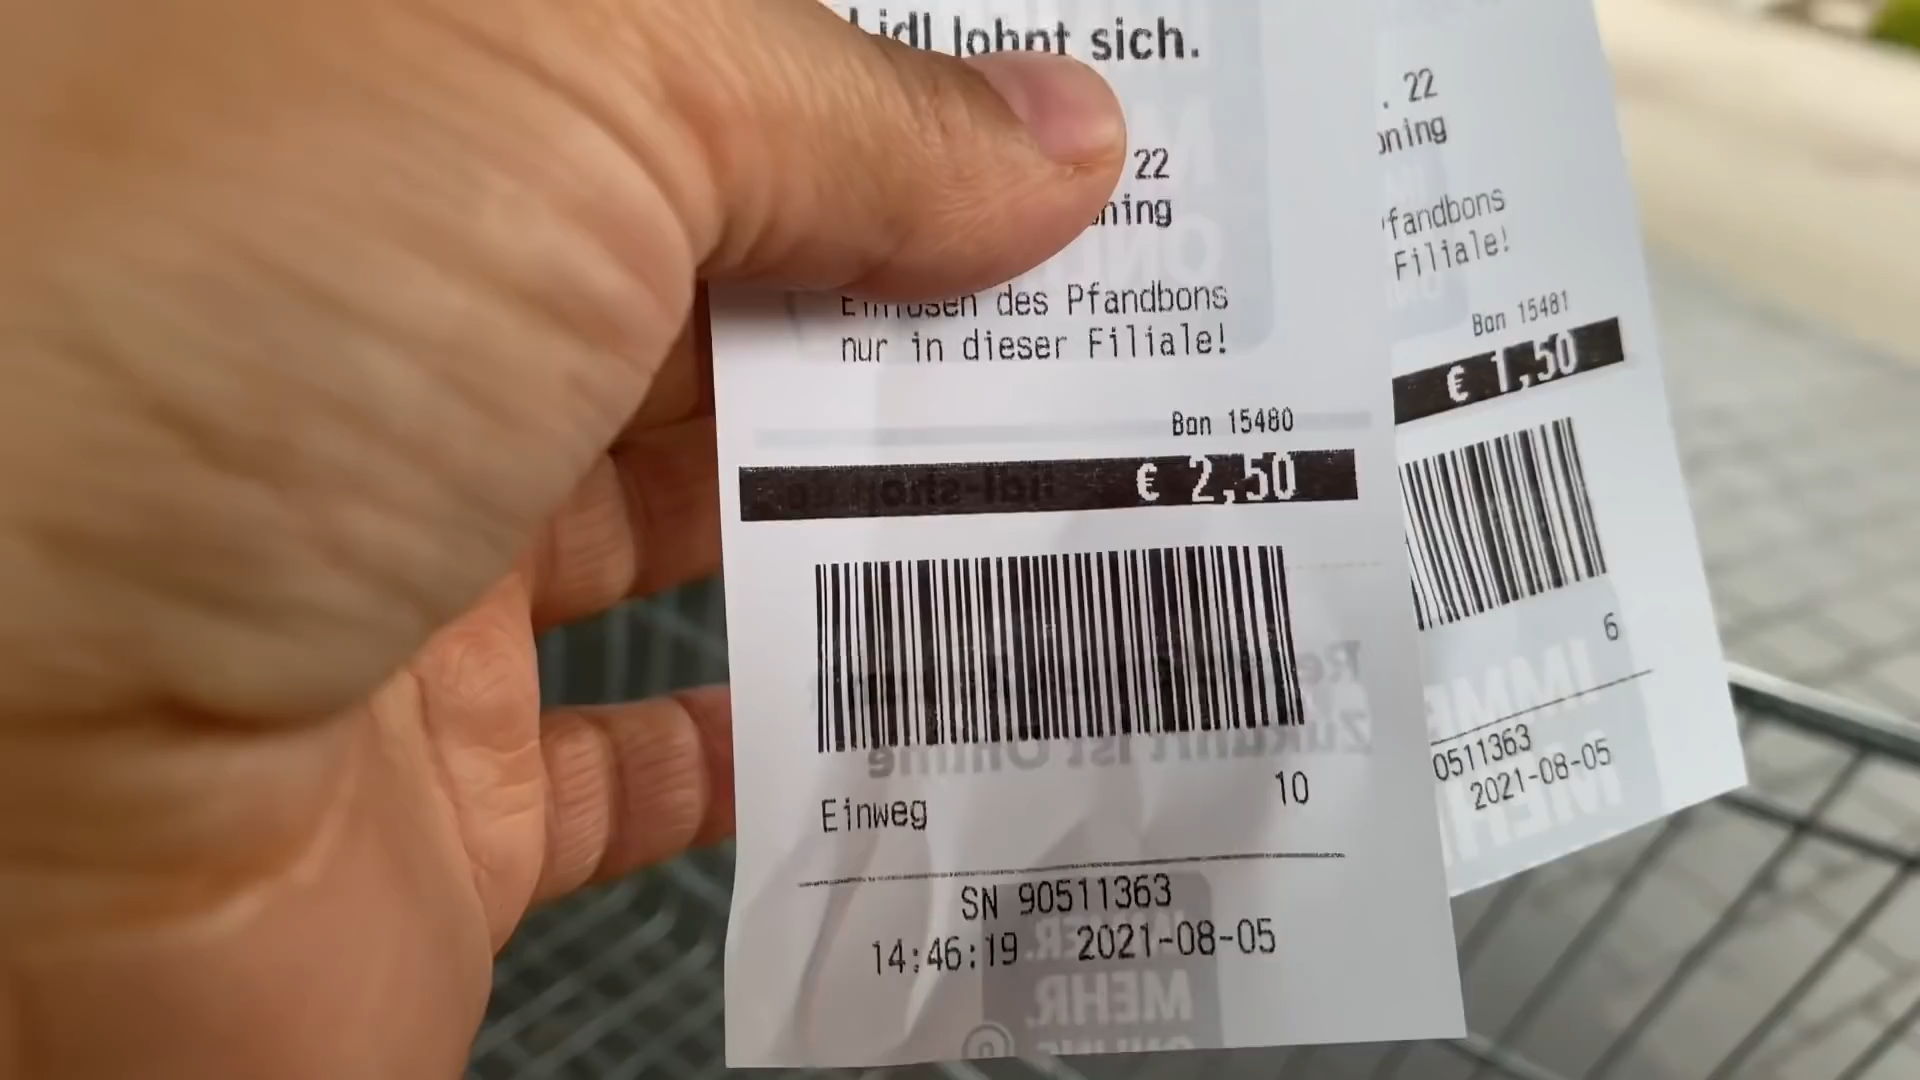 Lidl lohnt sich.
22
ning
Einlösen des Pfandbons
nur in dieser Filiale!
Bon 15480
€ 2,50
Einweg 10
SN 90511363
14:46:19 2021-08-05
. 22
ning
fandbons
Filiale!
Bon 15481
€ 1,50
6
0511363
2021-08-05